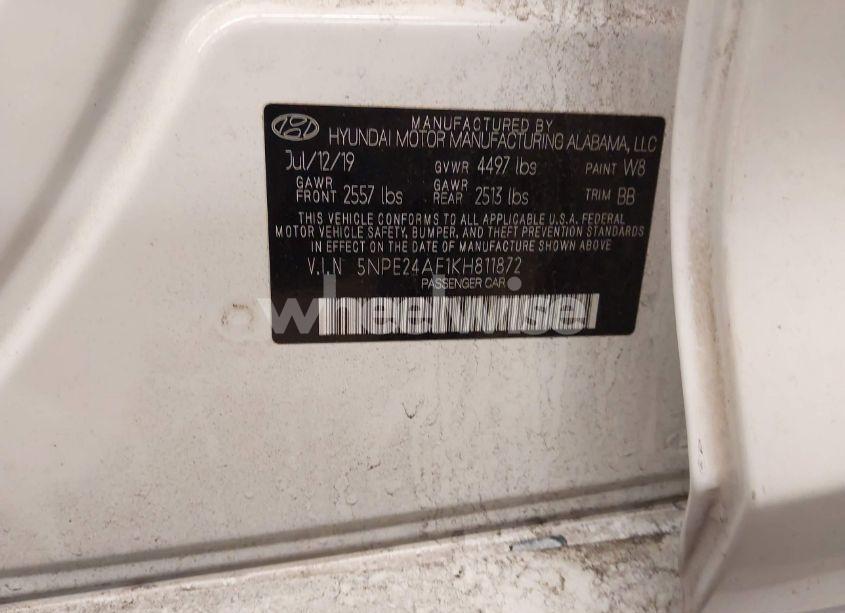 MANUFACTURED BY
HYUNDAI MOTOR MANUFACTURING ALABAMA, LLC
Jul/12/19 GVWR 4497 lbs PAINT W8
GAWR FRONT 2557 lbs GAWR REAR 2513 lbs TRIM BB
THIS VEHICLE CONFORMS TO ALL APPLICABLE U.S.A. FEDERAL
MOTOR VEHICLE SAFETY, BUMPER, AND THEFT PREVENTION STANDARDS
IN EFFECT ON THE DATE OF MANUFACTURE SHOWN ABOVE
V.I.N 5NPE24AF1KH811872
PASSENGER CAR
wheelwise